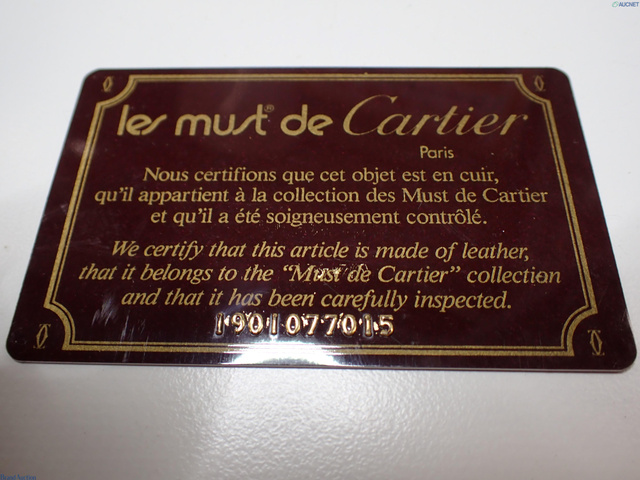 AUCNET
les must® de Cartier
Paris
Nous certifions que cet objet est en cuir,
qu'il appartient à la collection des Must de Cartier
et qu'il a été soigneusement contrôlé.
We certify that this article is made of leather,
that it belongs to the "Must de Cartier" collection
and that it has been carefully inspected.
1901077015